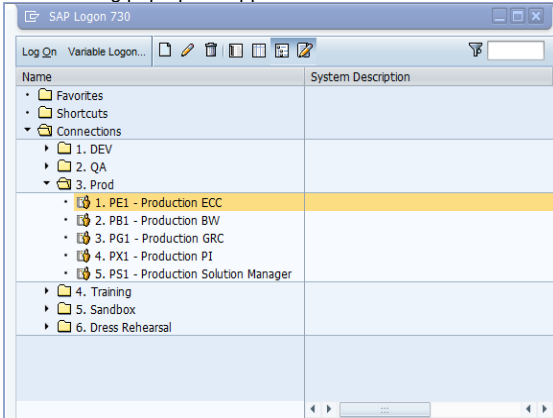 SAP Logon 730
Log On Variable Logon...
Name System Description
Favorites
Shortcuts
Connections
1. DEV
2. QA
3. Prod
1. PE1 - Production ECC
2. PB1 - Production BW
3. PG1 - Production GRC
4. PX1 - Production PI
5. PS1 - Production Solution Manager
4. Training
5. Sandbox
6. Dress Rehearsal